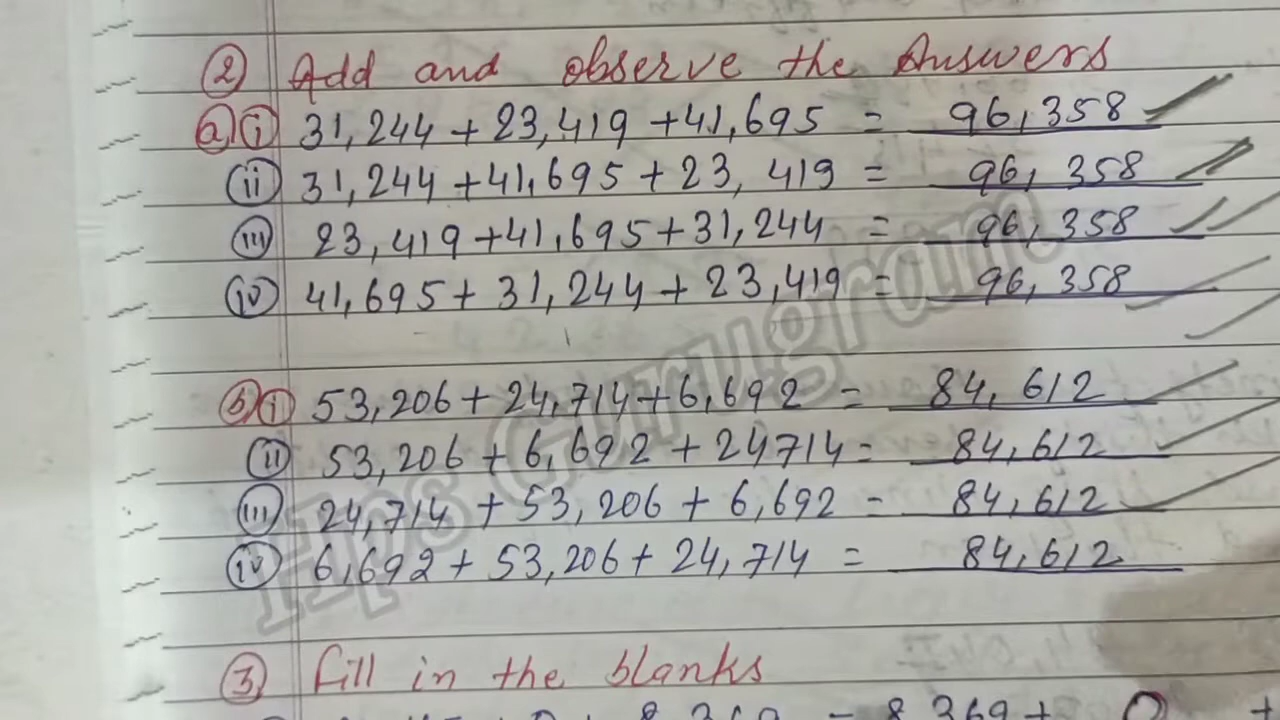 ② Add and observe the Answers
a) (i) 31,244 + 23,419 + 41,695 = 96,358
(ii) 31,244 + 41,695 + 23,419 = 96,358
(iii) 23,419 + 41,695 + 31,244 = 96,358
(iv) 41,695 + 31,244 + 23,419 = 96,358
b) (i) 53,206 + 24,714 + 6,692 = 84,612
(ii) 53,206 + 6,692 + 24714 = 84,612
(iii) 24,714 + 53,206 + 6,692 = 84,612
(iv) 6,692 + 53,206 + 24,714 = 84,612
Hps Gurugram
③ Fill in the blanks